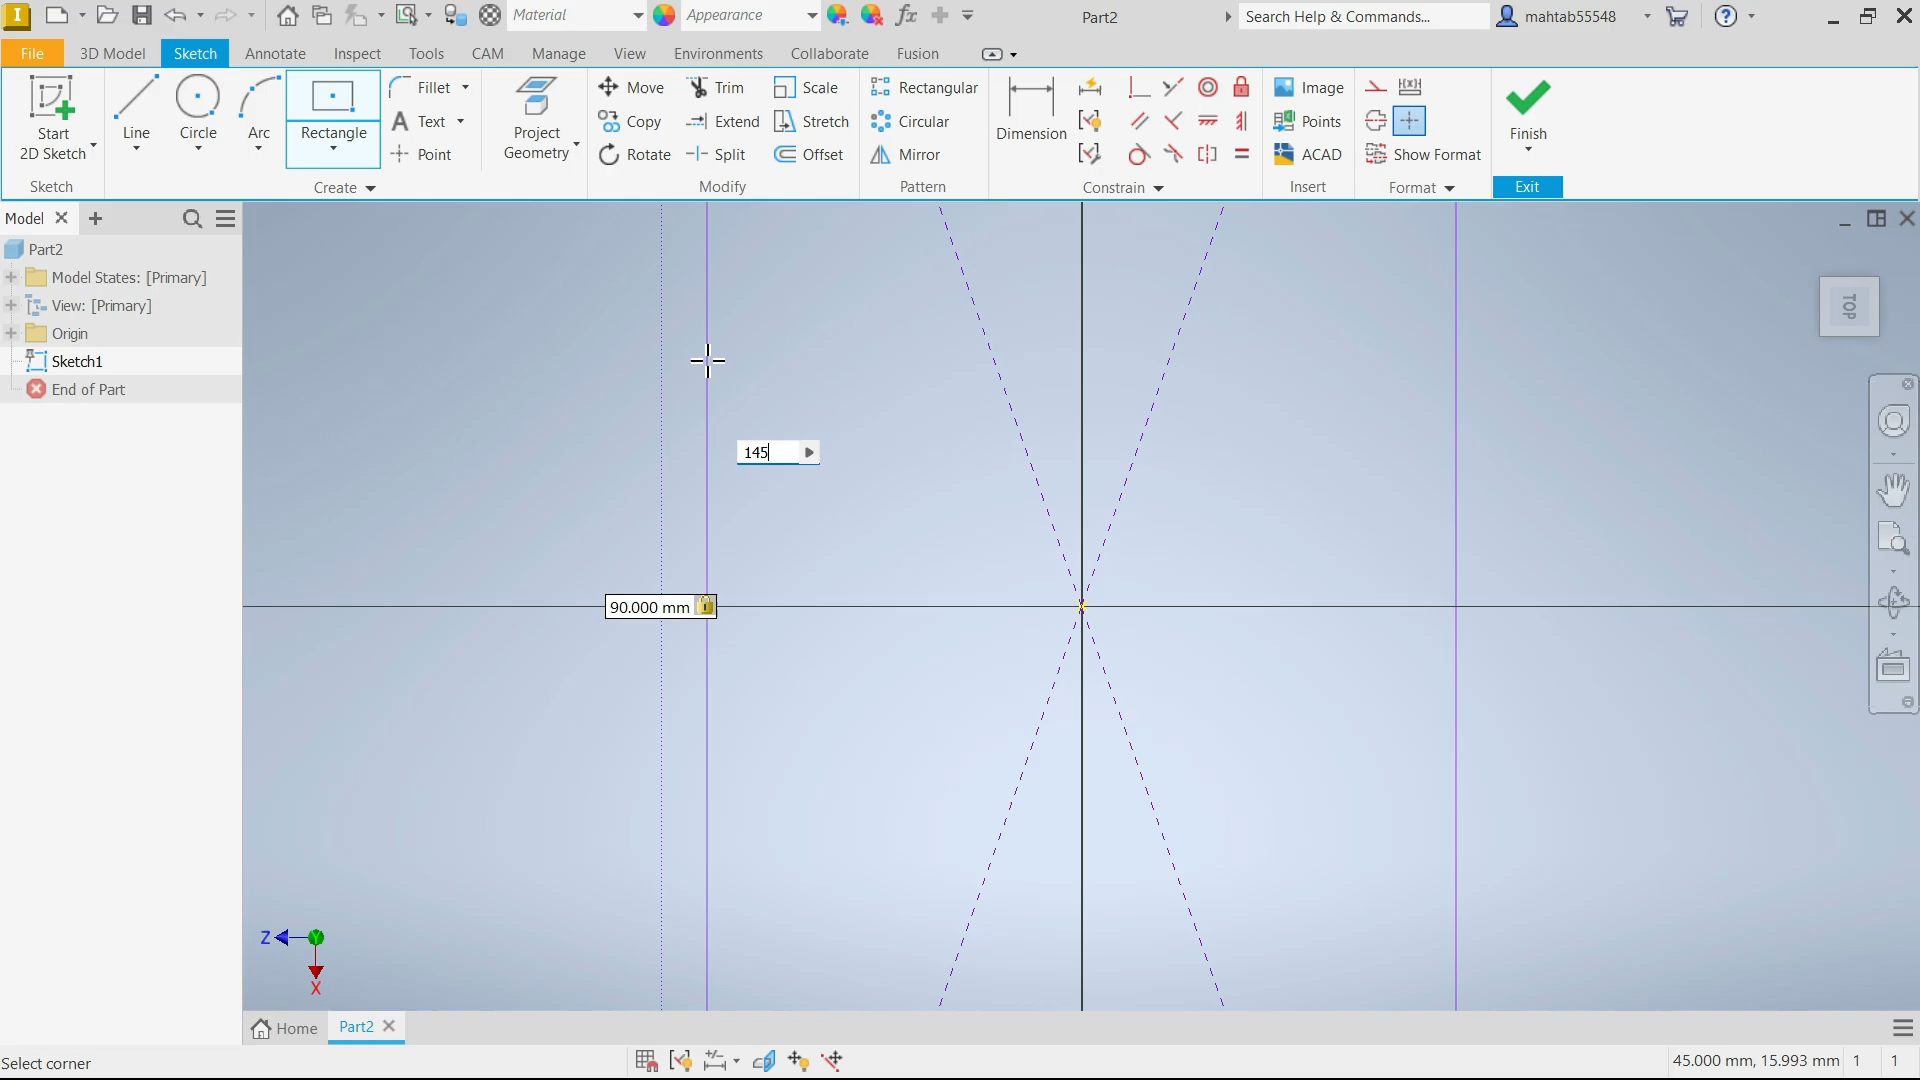 I Material Appearance fx Part2 Search Help & Commands... mahtab55548
File 3D Model Sketch Annotate Inspect Tools CAM Manage View Environments Collaborate Fusion
Start 2D Sketch
Line
Circle
Arc
Rectangle
Fillet
Text
Point
Project Geometry
Move Trim Scale
Copy Extend Stretch
Rotate Split Offset
Rectangular
Circular
Mirror
Dimension
Image
Points
ACAD
Show Format
Finish
Sketch Create Modify Pattern Constrain Insert Format Exit
Model
Part2
Model States: [Primary]
View: [Primary]
Origin
Sketch1
End of Part
TOP
145
90.000 mm
Z Y
X
Home Part2
Select corner 45.000 mm, 15.993 mm 1 1